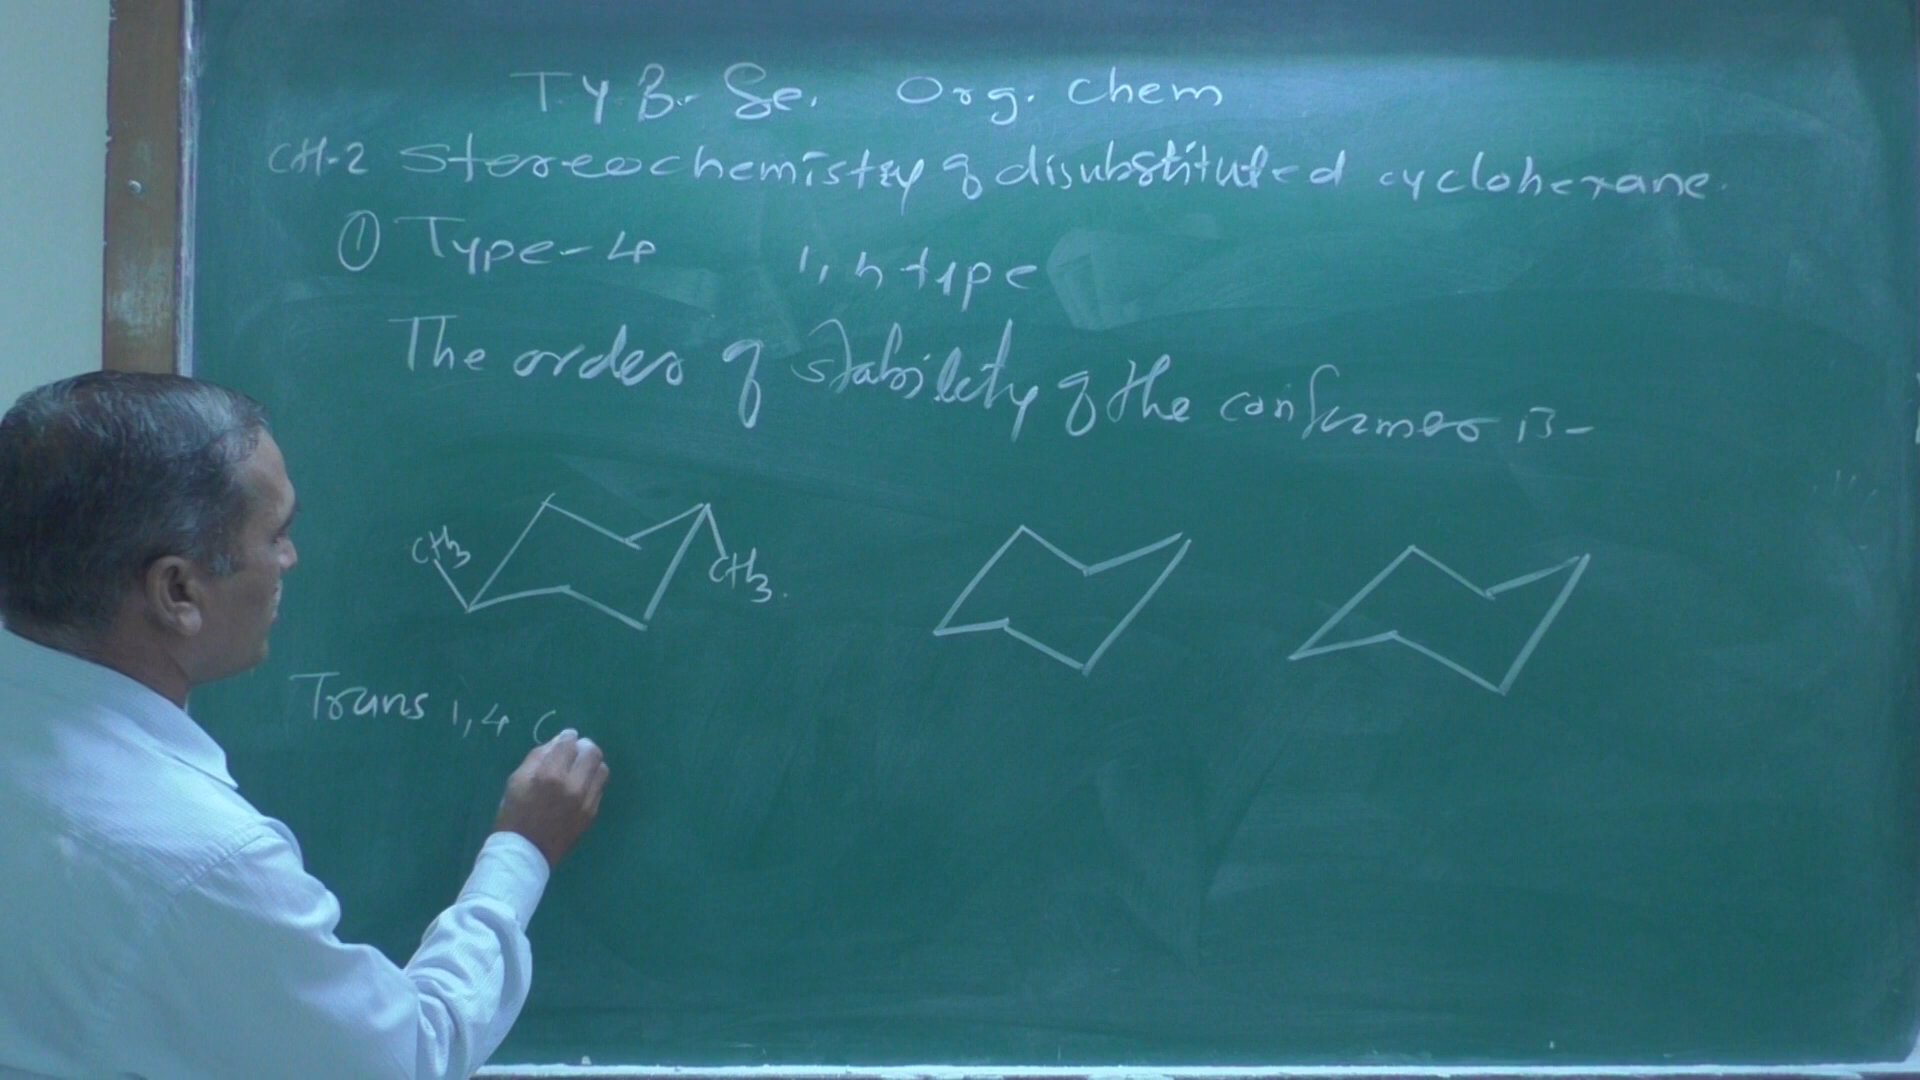 T.Y.B.Sc. Org. Chem
CH-2 Stereochemistry of disubstituted cyclohexane.
① Type-4 1,4 type
The order of stability of the conformer is-
CH3
CH3.
Trans 1,4 (